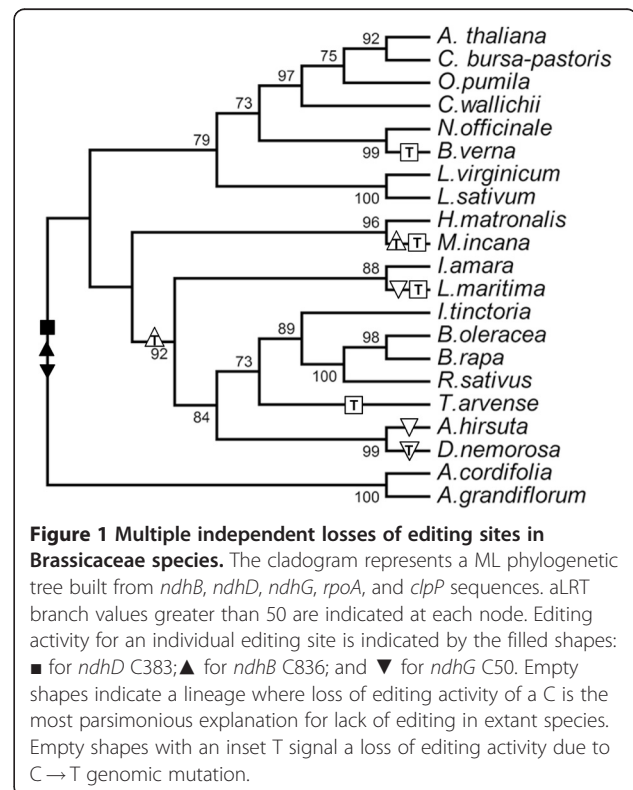 92
A. thaliana
C. bursa-pastoris
75
O.pumila
97
C.wallichii
73
N.officinale
99
T
B.verna
79
L.virginicum
100
L.sativum
96
H.matronalis
T
T
M.incana
88
I.amara
T
L.maritima
T
92
89
I.tinctoria
98
B.oleracea
B.rapa
100
R.sativus
73
T
T.arvense
84
A.hirsuta
99
T
D.nemorosa
A.cordifolia
100
A.grandiflorum
Figure 1 Multiple independent losses of editing sites in
Brassicaceae species. The cladogram represents a ML phylogenetic
tree built from ndhB, ndhD, ndhG, rpoA, and clpP sequences. aLRT
branch values greater than 50 are indicated at each node. Editing
activity for an individual editing site is indicated by the filled shapes:
■ for ndhD C383;▲ for ndhB C836; and ▼ for ndhG C50. Empty
shapes indicate a lineage where loss of editing activity of a C is the
most parsimonious explanation for lack of editing in extant species.
Empty shapes with an inset T signal a loss of editing activity due to
C→T genomic mutation.